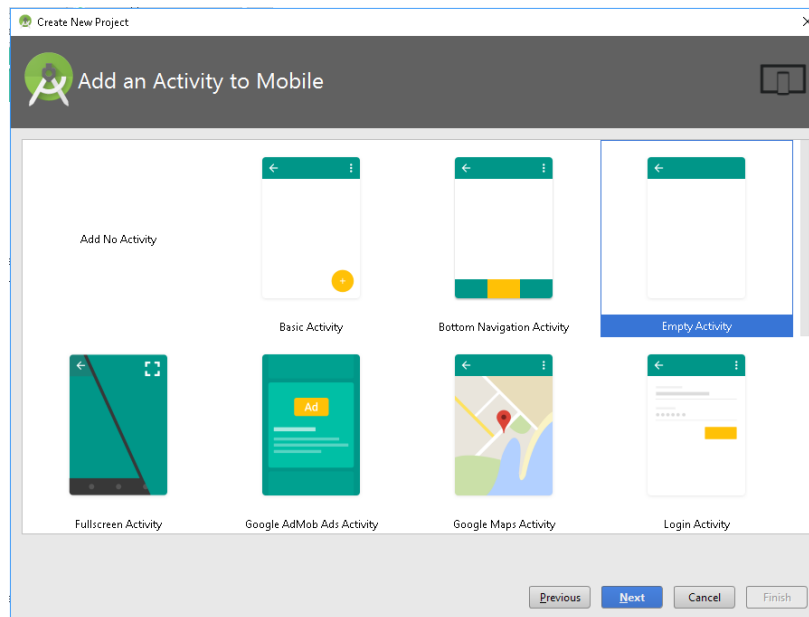 Create New Project
Add an Activity to Mobile
Add No Activity
Basic Activity
Bottom Navigation Activity
Empty Activity
Ad
Fullscreen Activity
Google AdMob Ads Activity
Google Maps Activity
Login Activity
Previous
Next
Cancel
Finish